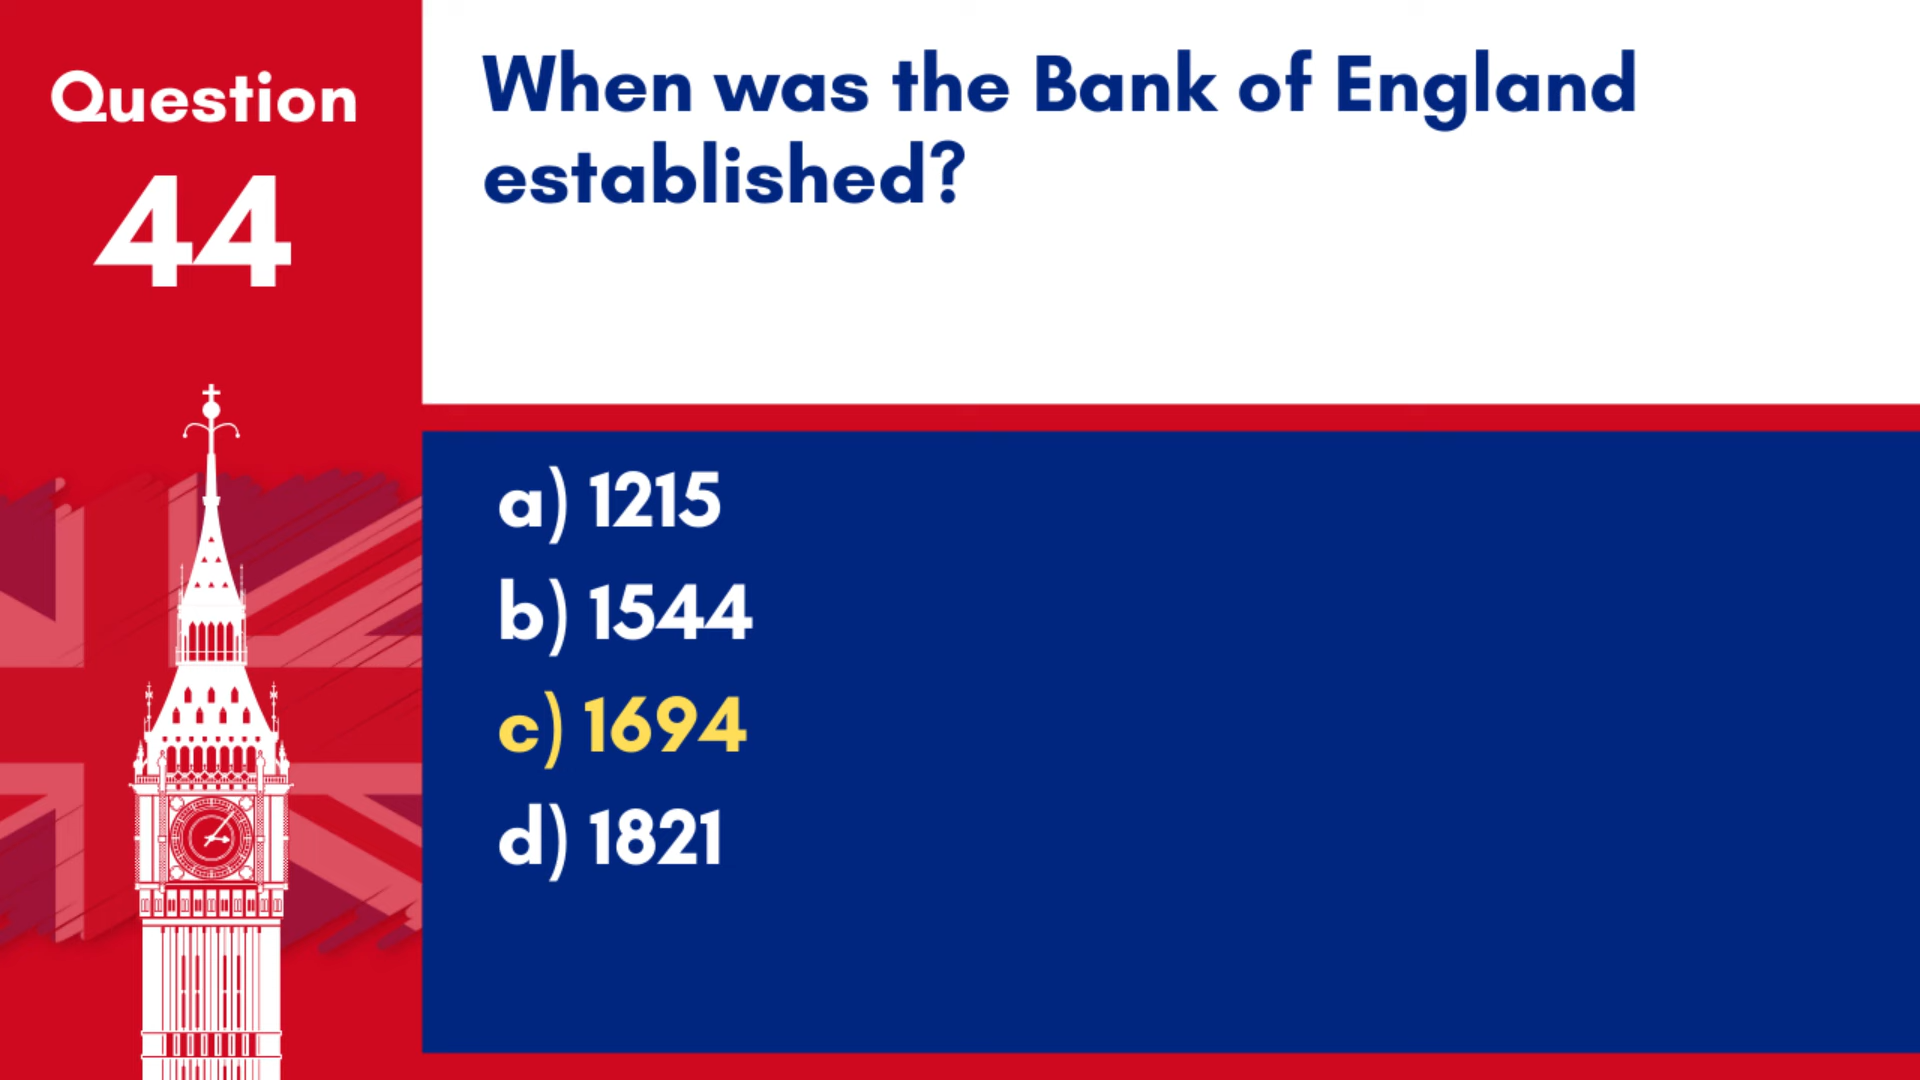 Question
44
When was the Bank of England
established?
a) 1215
b) 1544
c) 1694
d) 1821